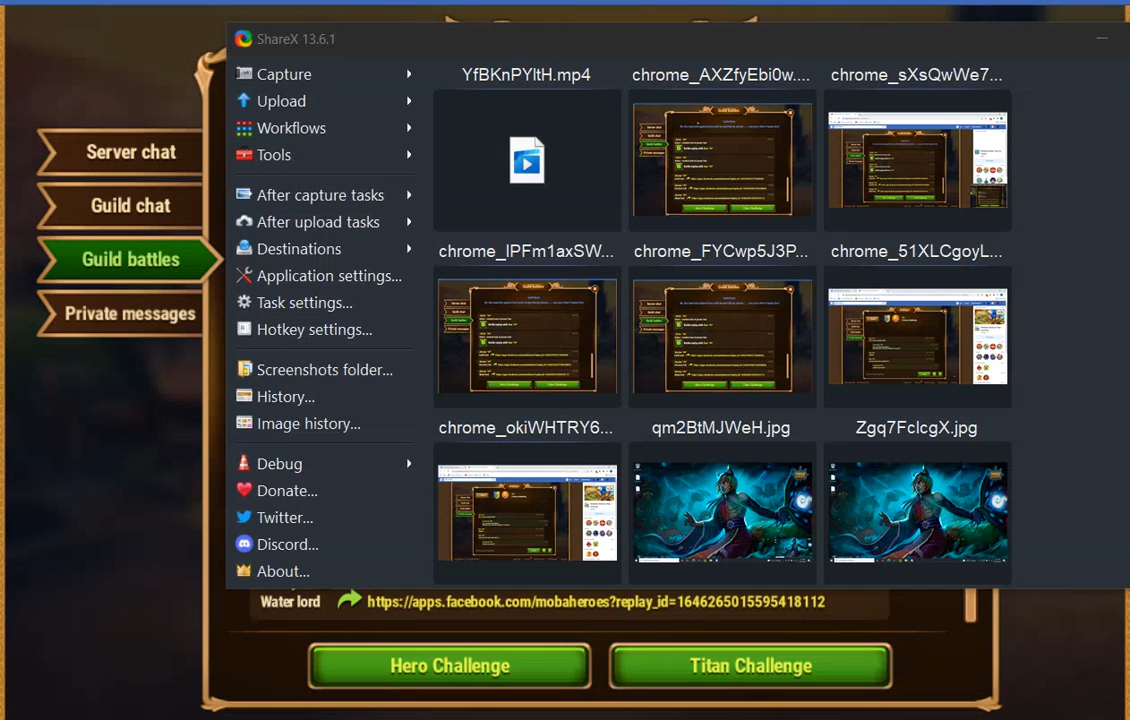 ShareX 13.6.1
Capture
Upload
Workflows
Tools
After capture tasks
After upload tasks
Destinations
Application settings...
Task settings...
Hotkey settings...
Screenshots folder...
History...
Image history...
Debug
Donate...
Twitter...
Discord...
About...
YfBKnPYltH.mp4
chrome_AXZfyEbi0w....
chrome_sXsQwWe7...
chrome_lPFm1axSW...
chrome_FYCwp5J3P...
chrome_51XLCgoyL...
chrome_okiWHTRY6...
qm2BtMJWeH.jpg
Zgq7FclcgX.jpg
Server chat
Guild chat
Guild battles
Private messages
Water lord
https://apps.facebook.com/mobaheroes?replay_id=1646265015595418112
Hero Challenge
Titan Challenge